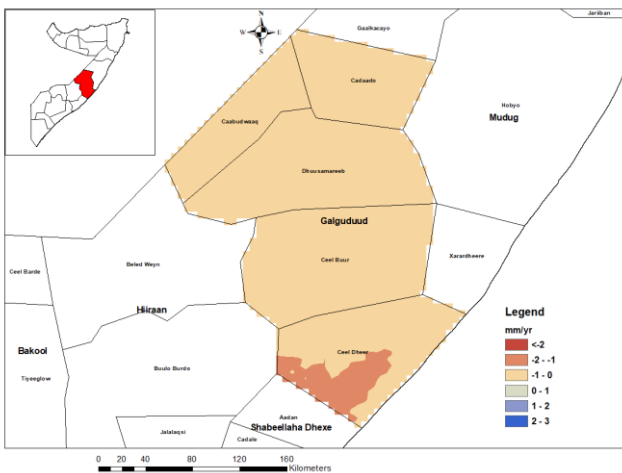 Jariiban
Gaalkacayo
N
W E
S
Cadaado
Hobyo
Mudug
Caabudwaaq
Dhuusamareeb
Galguduud
Xarardheere
Ceel Buur
Beled Weyn
Ceel Barde
Hiiraan
Bakool
Tiyeeglow
Buulo Burdo
Ceel Dheer
Aadan
Shabeellaha Dhexe
Jalalaqsi
Cadale
Legend
mm/yr
<-2
-2 - -1
-1 - 0
0 - 1
1 - 2
2 - 3
0 20 40 80 120 160
Kilometers